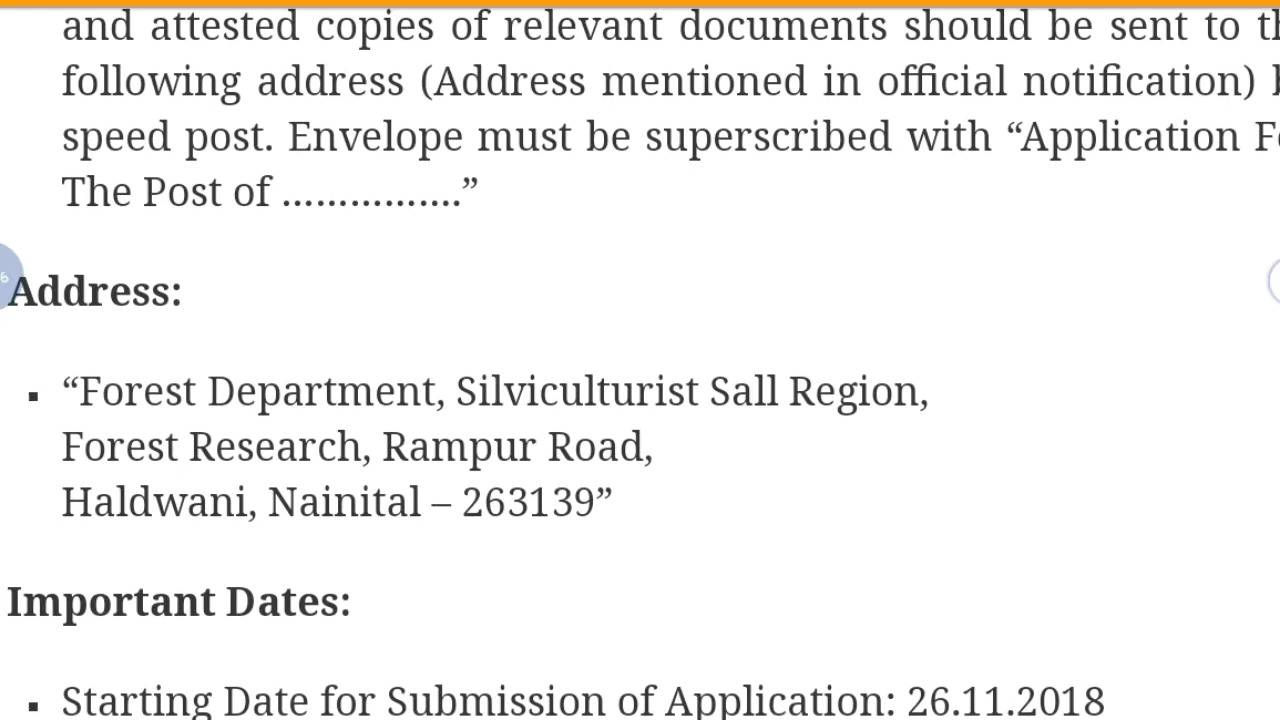 and attested copies of relevant documents should be sent to
following address (Address mentioned in official notification)
speed post. Envelope must be superscribed with “Application
The Post of ................”
Address:
“Forest Department, Silviculturist Sall Region,
Forest Research, Rampur Road,
Haldwani, Nainital – 263139”
Important Dates:
Starting Date for Submission of Application: 26.11.2018